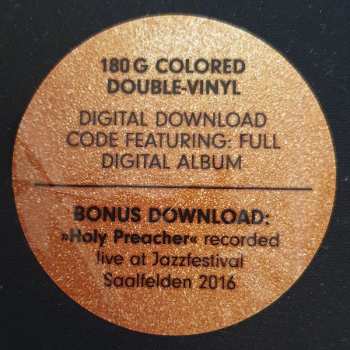 180 G COLORED
DOUBLE-VINYL
DIGITAL DOWNLOAD
CODE FEATURING: FULL
DIGITAL ALBUM
BONUS DOWNLOAD:
»Holy Preacher« recorded
live at Jazzfestival
Saalfelden 2016